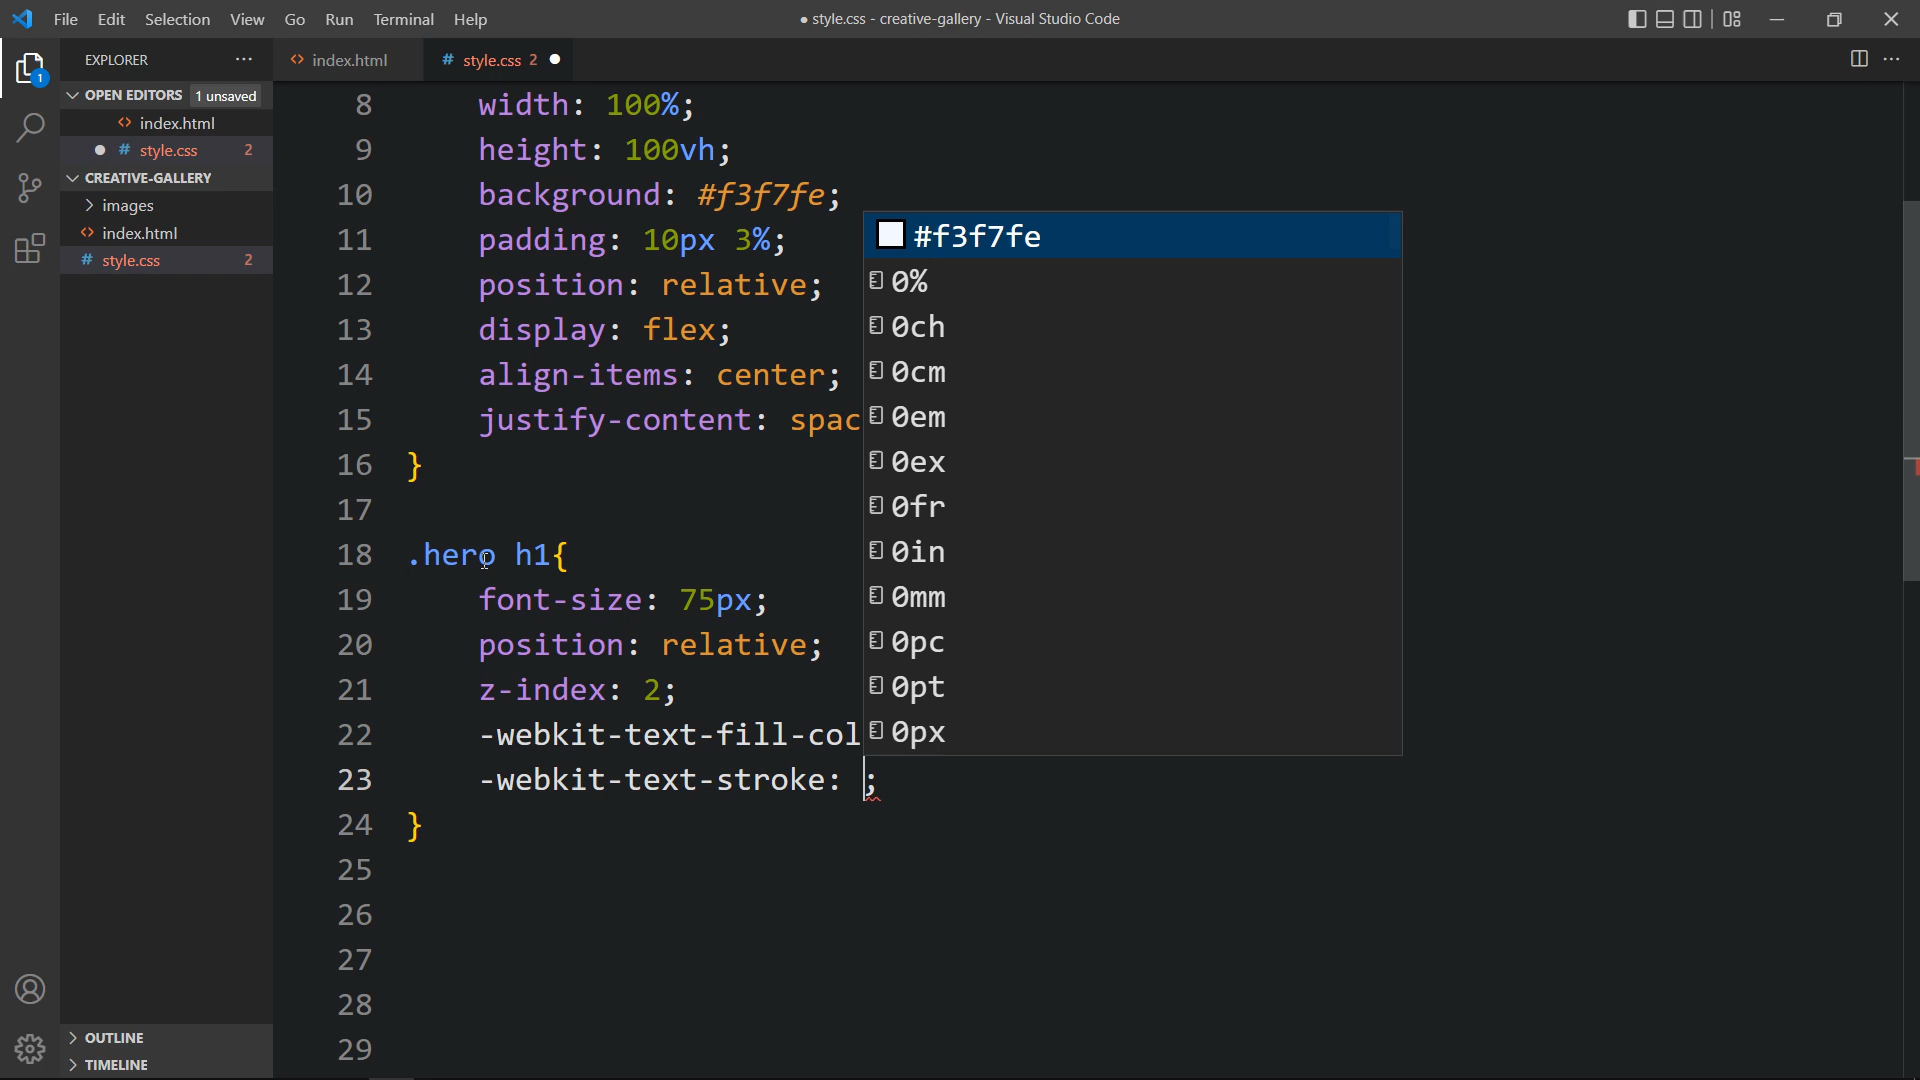 File Edit Selection View Go Run Terminal Help
● style.css - creative-gallery - Visual Studio Code
EXPLORER ···
<> index.html
# style.css 2 ●
OPEN EDITORS 1 unsaved
<> index.html
● # style.css 2
CREATIVE-GALLERY
> images
<> index.html
# style.css 2
1
OUTLINE
TIMELINE
8 width: 100%;
9 height: 100vh;
10 background: #f3f7fe;
11 padding: 10px 3%;
12 position: relative;
13 display: flex;
14 align-items: center;
15 justify-content: spac
16 }
17
18 .hero h1{
19 font-size: 75px;
20 position: relative;
21 z-index: 2;
22 -webkit-text-fill-col
23 -webkit-text-stroke: ;
24 }
25
26
27
28
29
#f3f7fe
0%
0ch
0cm
0em
0ex
0fr
0in
0mm
0pc
0pt
0px